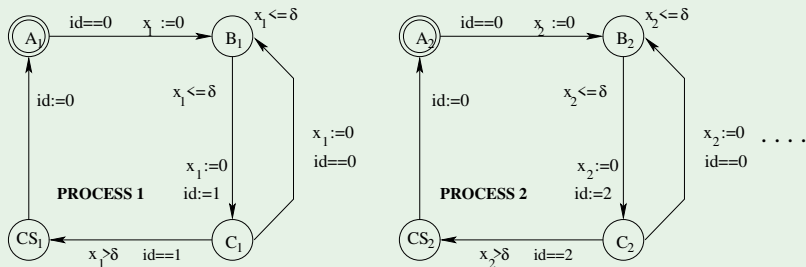 id==0 x₁:=0
x₁<=δ
A₁
B₁
id:=0
x₁<=δ
x₁:=0
id==0
x₁:=0
id:=1
PROCESS 1
CS₁
C₁
x₁>δ id==1
id==0 x₂:=0
x₂<=δ
A₂
B₂
id:=0
x₂<=δ
x₂:=0
id==0
. . . .
x₂:=0
id:=2
PROCESS 2
CS₂
C₂
x₂>δ id==2